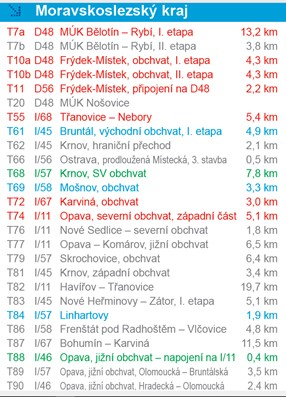 Moravskoslezský kraj
T7a D48 MÚK Bělotín – Rybí, I. etapa 13,2 km
T7b D48 MÚK Bělotín – Rybí, II. etapa 3,8 km
T10a D48 Frýdek-Místek, obchvat, I. etapa 4,3 km
T10b D48 Frýdek-Místek, obchvat, II. etapa 4,3 km
T11 D56 Frýdek-Místek, připojení na D48 2,2 km
T20 D48 MÚK Nošovice
T55 I/68 Třanovice – Nebory 5,4 km
T61 I/45 Bruntál, východní obchvat, I. etapa 4,9 km
T62 I/45 Krnov, hraniční přechod 2,1 km
T66 I/56 Ostrava, prodloužená Místecká, 3. stavba 0,5 km
T68 I/57 Krnov, SV obchvat 7,8 km
T69 I/58 Mošnov, obchvat 3,3 km
T72 I/67 Karviná, obchvat 3,0 km
T74 I/11 Opava, severní obchvat, západní část 5,1 km
T76 I/11 Nové Sedlice – severní obchvat 1,8 km
T77 I/11 Opava – Komárov, jižní obchvat 6,5 km
T79 I/57 Skrochovice, obchvat 6,4 km
T81 I/45 Krnov, západní obchvat 3,4 km
T82 I/11 Havířov – Třanovice 19,7 km
T83 I/45 Nové Heřminovy – Zátor, I. etapa 5,1 km
T84 I/57 Linhartovy 1,9 km
T86 I/58 Frenštát pod Radhoštěm – Vlčovice 4,8 km
T87 I/67 Bohumín – Karviná 11,5 km
T88 I/46 Opava, jižní obchvat – napojení na I/11 0,4 km
T89 I/57 Opava, jižní obchvat, Olomoucká – Bruntálská 3,5 km
T90 I/46 Opava, jižní obchvat, Hradecká – Olomoucká 2,4 km